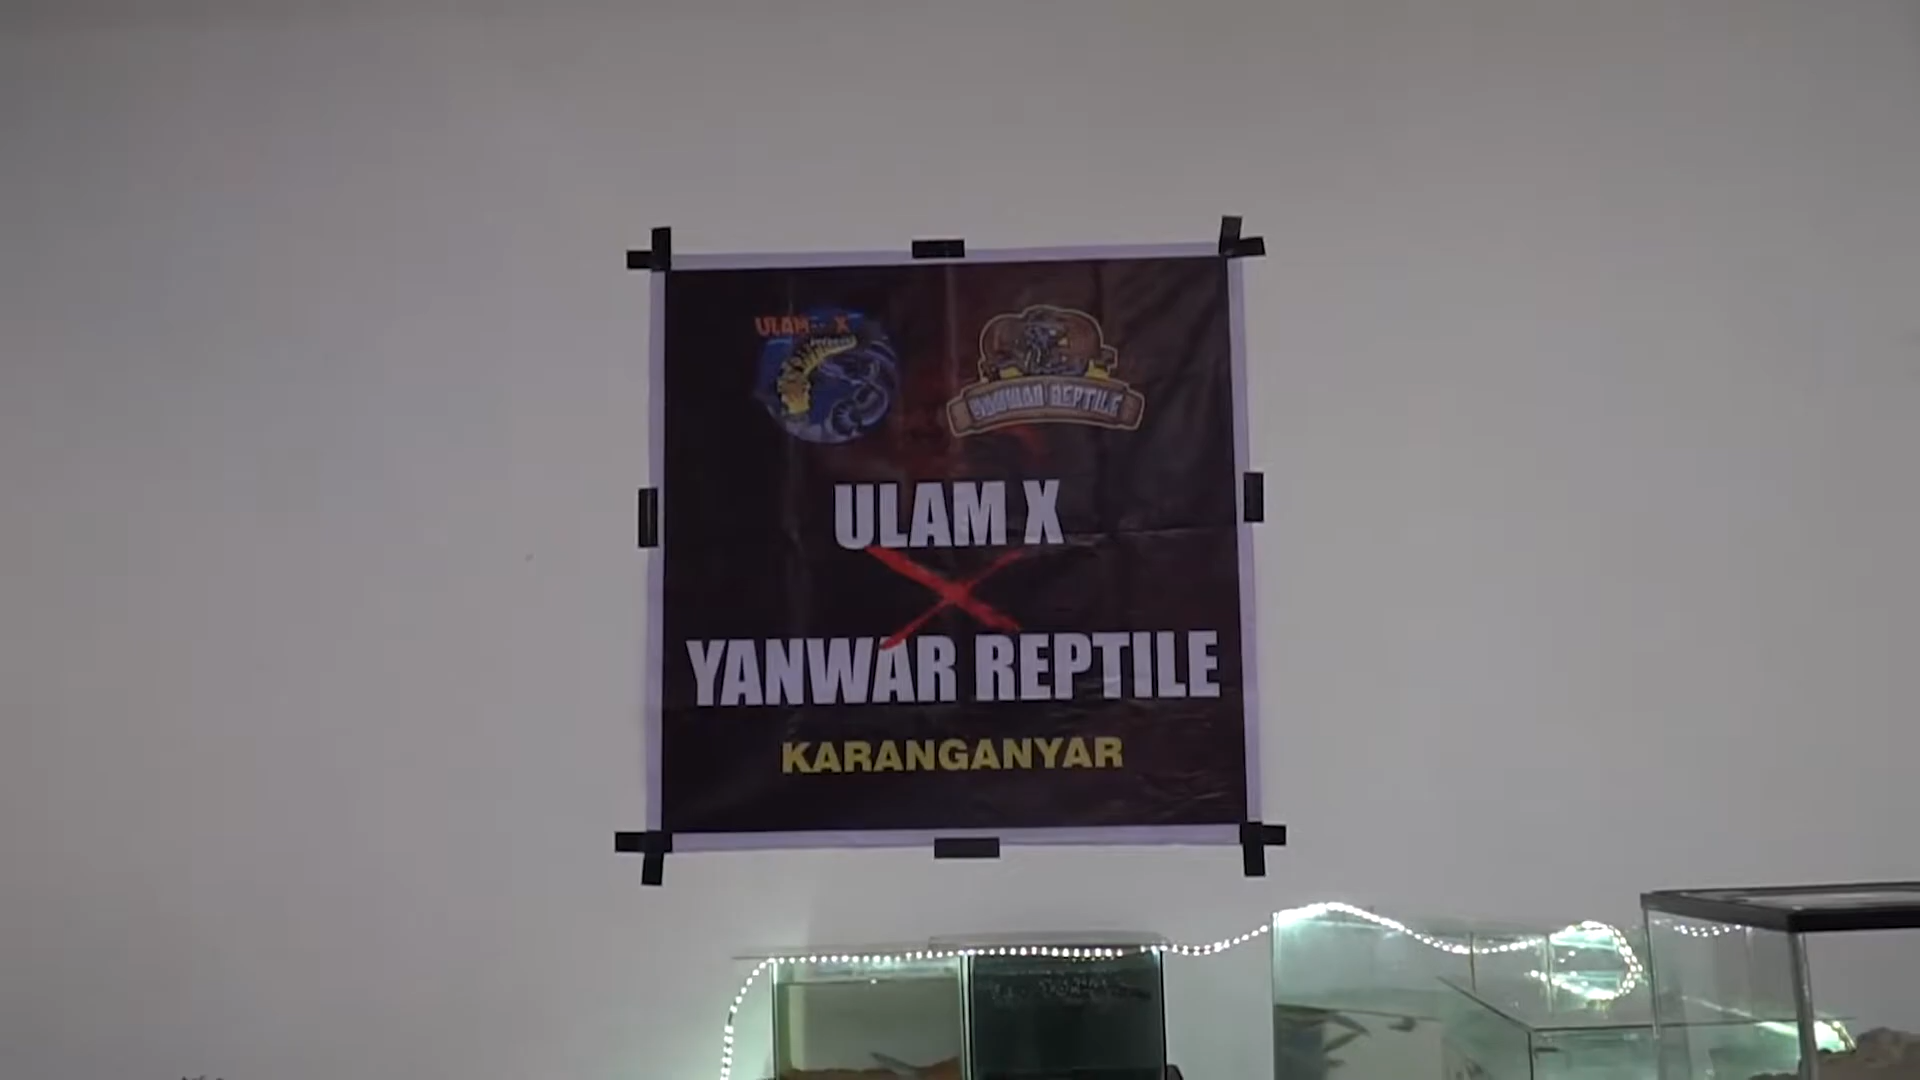 ULAM X
YANWAR REPTILE
ULAM X
YANWAR REPTILE
KARANGANYAR